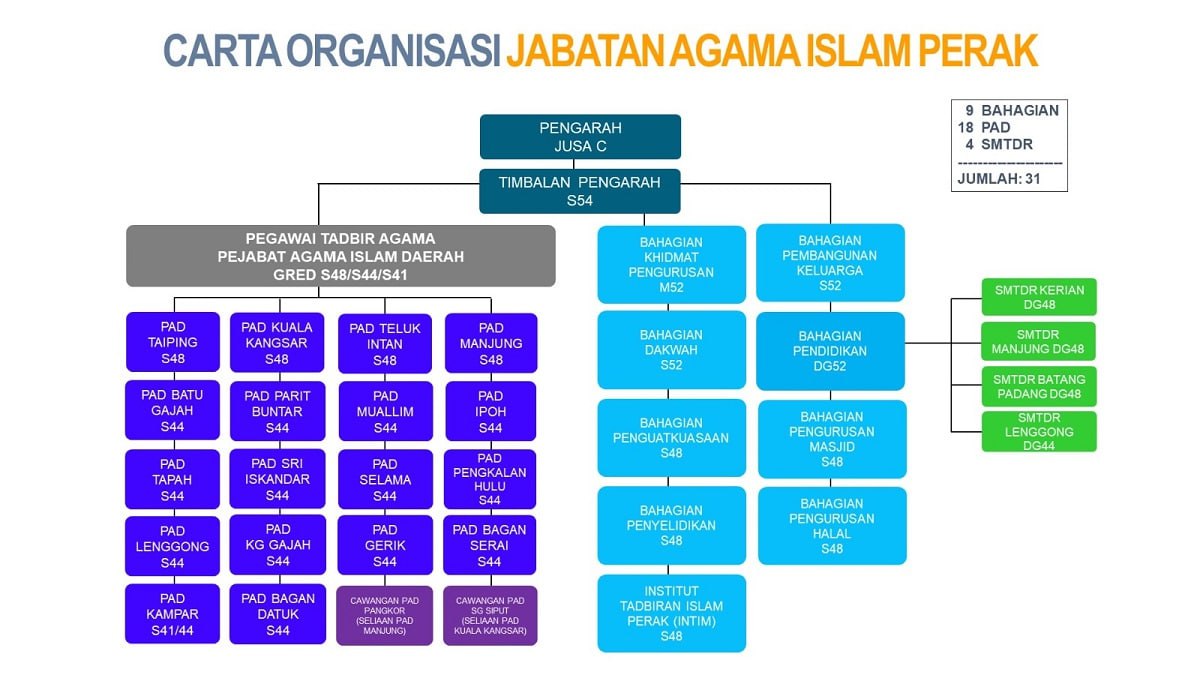 CARTA ORGANISASI JABATAN AGAMA ISLAM PERAK
9 BAHAGIAN
18 PAD
4 SMTDR
------------------------
JUMLAH: 31
PENGARAH
JUSA C
TIMBALAN PENGARAH
S54
PEGAWAI TADBIR AGAMA
PEJABAT AGAMA ISLAM DAERAH
GRED S48/S44/S41
PAD
TAIPING
S48
PAD KUALA
KANGSAR
S48
PAD TELUK
INTAN
S48
PAD
MANJUNG
S48
PAD BATU
GAJAH
S44
PAD PARIT
BUNTAR
S44
PAD
MUALLIM
S44
PAD
IPOH
S44
PAD
TAPAH
S44
PAD SRI
ISKANDAR
S44
PAD
SELAMA
S44
PAD
PENGKALAN
HULU
S44
PAD
LENGGONG
S44
PAD
KG GAJAH
S44
PAD
GERIK
S44
PAD BAGAN
SERAI
S44
PAD
KAMPAR
S41/44
PAD BAGAN
DATUK
S44
CAWANGAN PAD
PANGKOR
(SELIAAN PAD
MANJUNG)
CAWANGAN PAD
SG SIPUT
(SELIAAN PAD
KUALA KANGSAR)
BAHAGIAN
KHIDMAT
PENGURUSAN
M52
BAHAGIAN
PEMBANGUNAN
KELUARGA
S52
BAHAGIAN
DAKWAH
S52
BAHAGIAN
PENDIDIKAN
DG52
BAHAGIAN
PENGUATKUASAAN
S48
BAHAGIAN
PENGURUSAN
MASJID
S48
BAHAGIAN
PENYELIDIKAN
S48
BAHAGIAN
PENGURUSAN
HALAL
S48
INSTITUT
TADBIRAN ISLAM
PERAK (INTIM)
S48
SMTDR KERIAN
DG48
SMTDR
MANJUNG DG48
SMTDR BATANG
PADANG DG48
SMTDR
LENGGONG
DG44